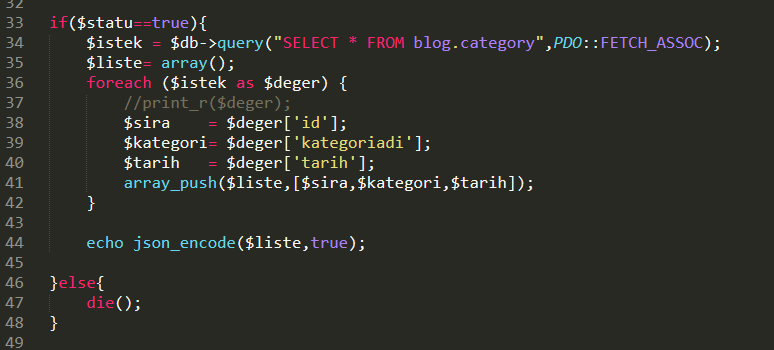 32
33 if($statu==true){
34     $istek = $db->query("SELECT * FROM blog.category",PDO::FETCH_ASSOC);
35     $liste= array();
36     foreach ($istek as $deger) {
37         //print_r($deger);
38         $sira    = $deger['id'];
39         $kategori= $deger['kategoriadi'];
40         $tarih   = $deger['tarih'];
41         array_push($liste,[$sira,$kategori,$tarih]);
42     }
43
44     echo json_encode($liste,true);
45
46 }else{
47     die();
48 }
49